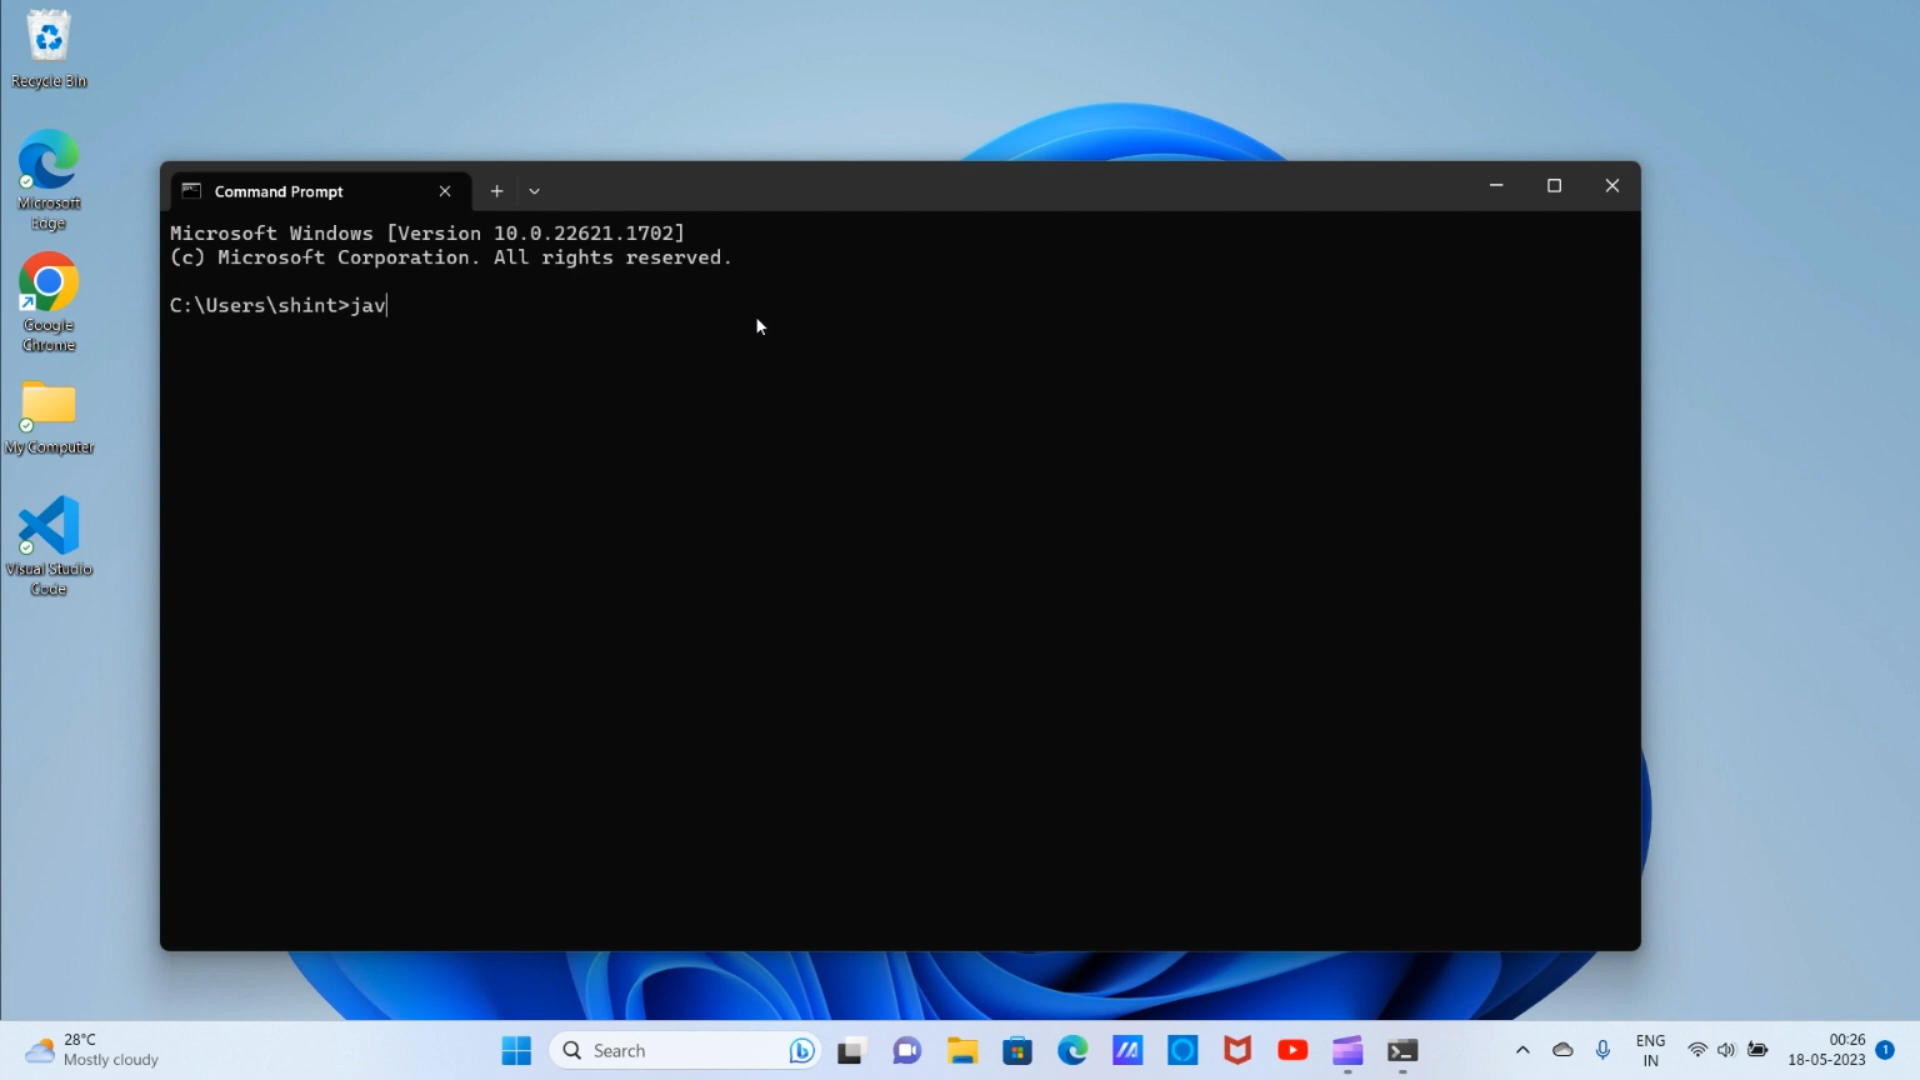 Recycle Bin
Microsoft
Edge
Google
Chrome
My Computer
Visual Studio
Code
Command Prompt
Microsoft Windows [Version 10.0.22621.1702]
(c) Microsoft Corporation. All rights reserved.
C:\Users\shint>jav
28°C
Mostly cloudy
Search
ENG
IN
00:26
18-05-2023
1